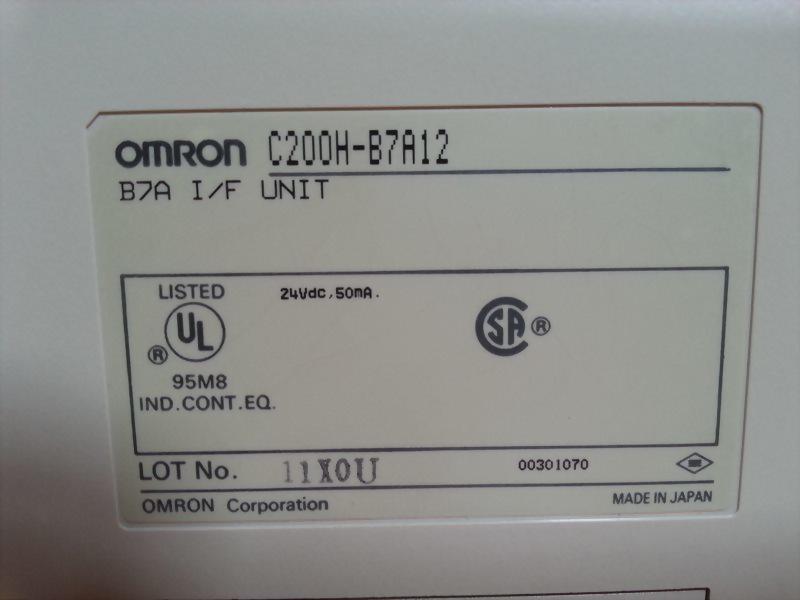 OMRON C200H-B7A12
B7A I/F UNIT
LISTED 24Vdc, 50mA.
UL
®
SA ®
95M8
IND.CONT.EQ.
LOT No. 11X0U 00301070
OMRON Corporation MADE IN JAPAN